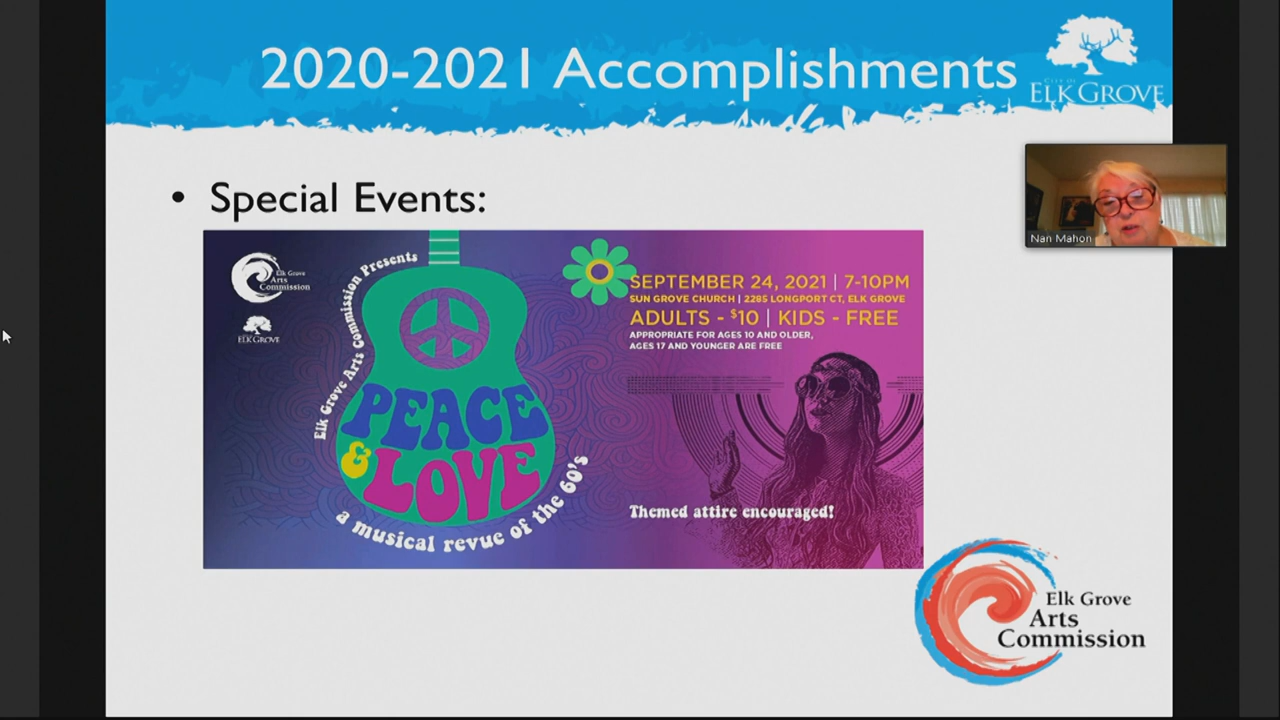 2020-2021 Accomplishments
CITY OF
ELK GROVE
• Special Events:
Nan Mahon
Elk Grove
Arts
Commission
ELK GROVE
Elk Grove Arts Commission Presents
PEACE
& LOVE
a musical revue of the 60's
SEPTEMBER 24, 2021 | 7-10PM
SUN GROVE CHURCH | 2285 LONGPORT CT, ELK GROVE
ADULTS - $10 | KIDS - FREE
APPROPRIATE FOR AGES 10 AND OLDER,
AGES 17 AND YOUNGER ARE FREE
Themed attire encouraged!
Elk Grove
Arts
Commission